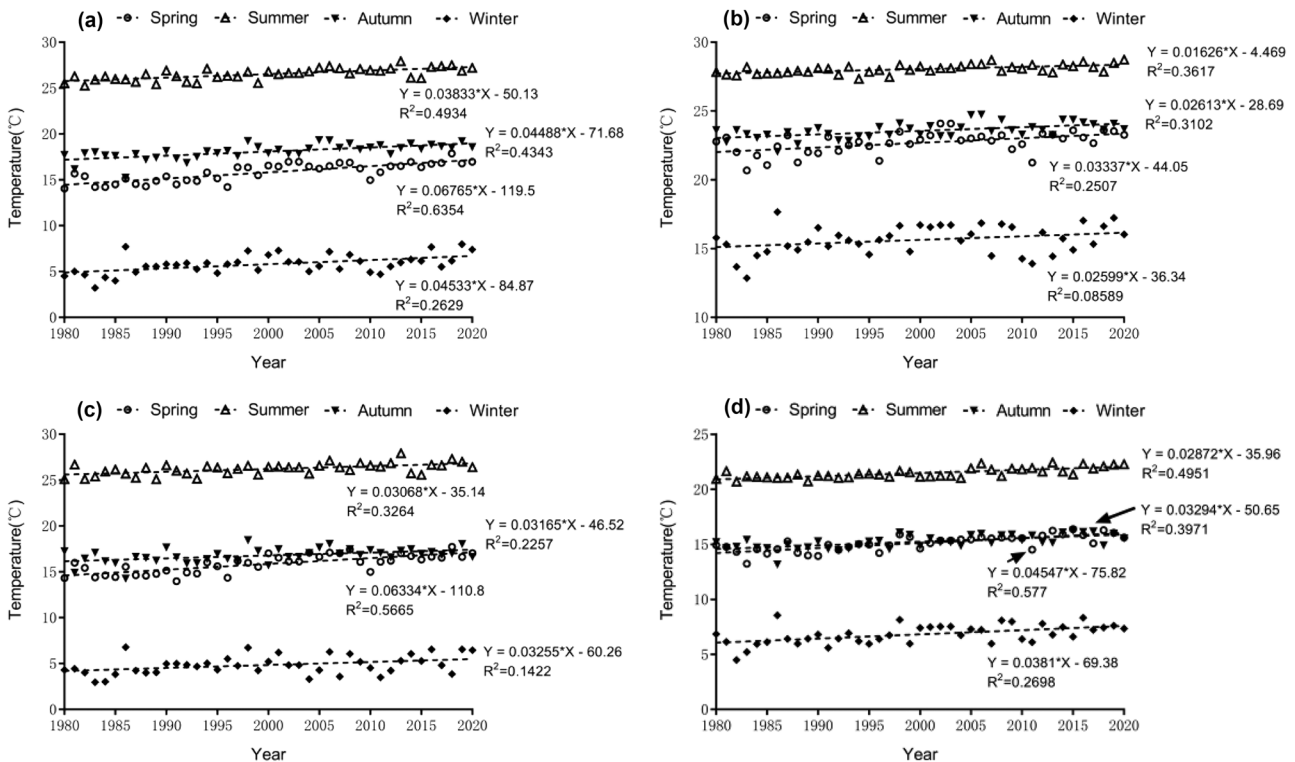 (a) Spring Summer Autumn Winter
30
25
20
15
10
5
0
Temperature(℃)
1980 1985 1990 1995 2000 2005 2010 2015 2020
Year
Y = 0.03833*X - 50.13
R²=0.4934
Y = 0.04488*X - 71.68
R²=0.4343
Y = 0.06765*X - 119.5
R²=0.6354
Y = 0.04533*X - 84.87
R²=0.2629
(b) Spring Summer Autumn Winter
30
25
20
15
10
Temperature(℃)
1980 1985 1990 1995 2000 2005 2010 2015 2020
Year
Y = 0.01626*X - 4.469
R²=0.3617
Y = 0.02613*X - 28.69
R²=0.3102
Y = 0.03337*X - 44.05
R²=0.2507
Y = 0.02599*X - 36.34
R²=0.08589
(c) Spring Summer Autumn Winter
30
25
20
15
10
5
0
Temperature(℃)
1980 1985 1990 1995 2000 2005 2010 2015 2020
Year
Y = 0.03068*X - 35.14
R²=0.3264
Y = 0.03165*X - 46.52
R²=0.2257
Y = 0.06334*X - 110.8
R²=0.5665
Y = 0.03255*X - 60.26
R²=0.1422
(d) Spring Summer Autumn Winter
25
20
15
10
5
0
Temperature(℃)
1980 1985 1990 1995 2000 2005 2010 2015 2020
Year
Y = 0.02872*X - 35.96
R²=0.4951
Y = 0.03294*X - 50.65
R²=0.3971
Y = 0.04547*X - 75.82
R²=0.577
Y = 0.0381*X - 69.38
R²=0.2698